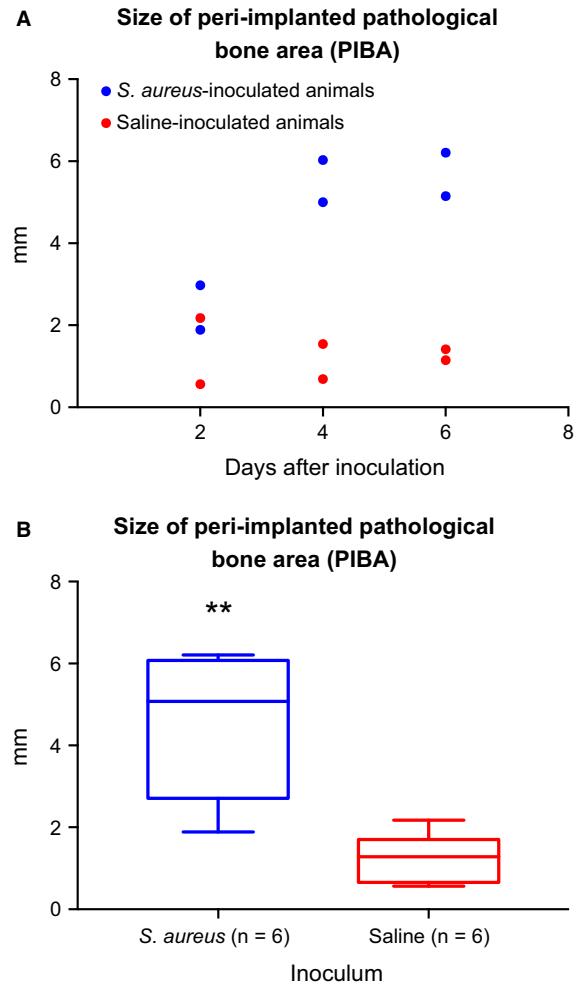 A
Size of peri-implanted pathological
bone area (PIBA)
8
S. aureus-inoculated animals
Saline-inoculated animals
6
mm
4
2
0
2
4
6
8
Days after inoculation
B
Size of peri-implanted pathological
bone area (PIBA)
8
**
6
mm
4
2
0
S. aureus (n = 6)
Saline (n = 6)
Inoculum